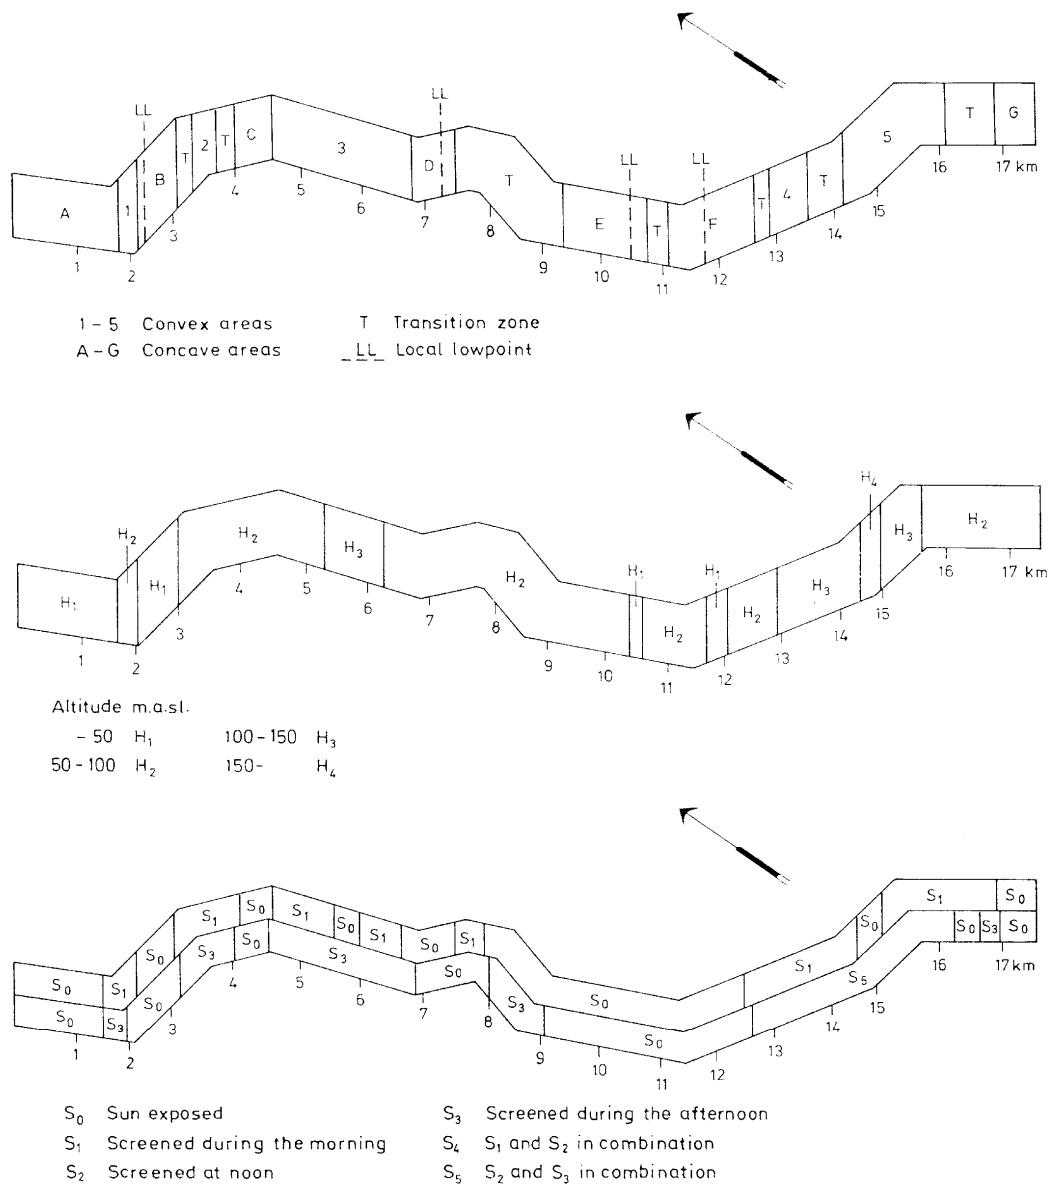 LL LL
LL LL
A 1 B T 2 T C 3 D T E T F T 4 T 5 T G
1 2 3 4 5 6 7 8 9 10 11 12 13 14 15 16 17 km
1-5 Convex areas T Transition zone
A-G Concave areas LL Local lowpoint
H₁ H₂ H₁ H₂ H₃ H₂ H₁ H₂ H₁ H₂ H₃ H₄ H₃ H₂
1 2 3 4 5 6 7 8 9 10 11 12 13 14 15 16 17 km
Altitude m.a.sl.
- 50 H₁ 100-150 H₃
50-100 H₂ 150- H₄
S₀ S₁ S₀ S₁ S₀ S₁ S₀ S₁ S₀ S₁ S₀ S₁ S₀ S₁ S₀
S₀ S₃ S₀ S₃ S₀ S₃ S₀ S₃ S₀ S₅ S₀ S₃ S₀
1 2 3 4 5 6 7 8 9 10 11 12 13 14 15 16 17 km
S₀ Sun exposed S₃ Screened during the afternoon
S₁ Screened during the morning S₄ S₁ and S₂ in combination
S₂ Screened at noon S₅ S₂ and S₃ in combination